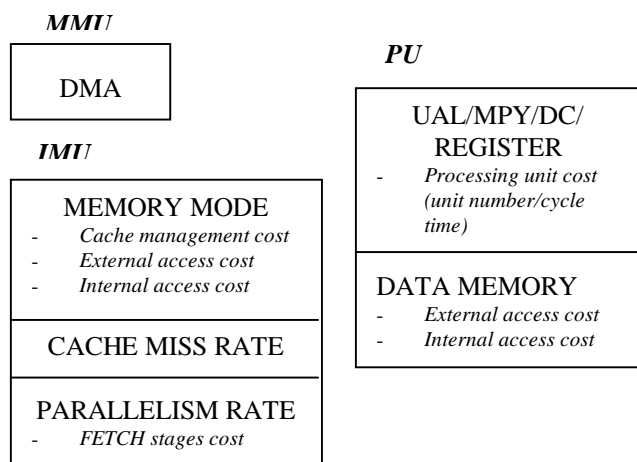 MMU
DMA
IMU
MEMORY MODE
- Cache management cost
- External access cost
- Internal access cost
CACHE MISS RATE
PARALLELISM RATE
- FETCH stages cost
PU
UAL/MPY/DC/
REGISTER
- Processing unit cost
(unit number/cycle
time)
DATA MEMORY
- External access cost
- Internal access cost